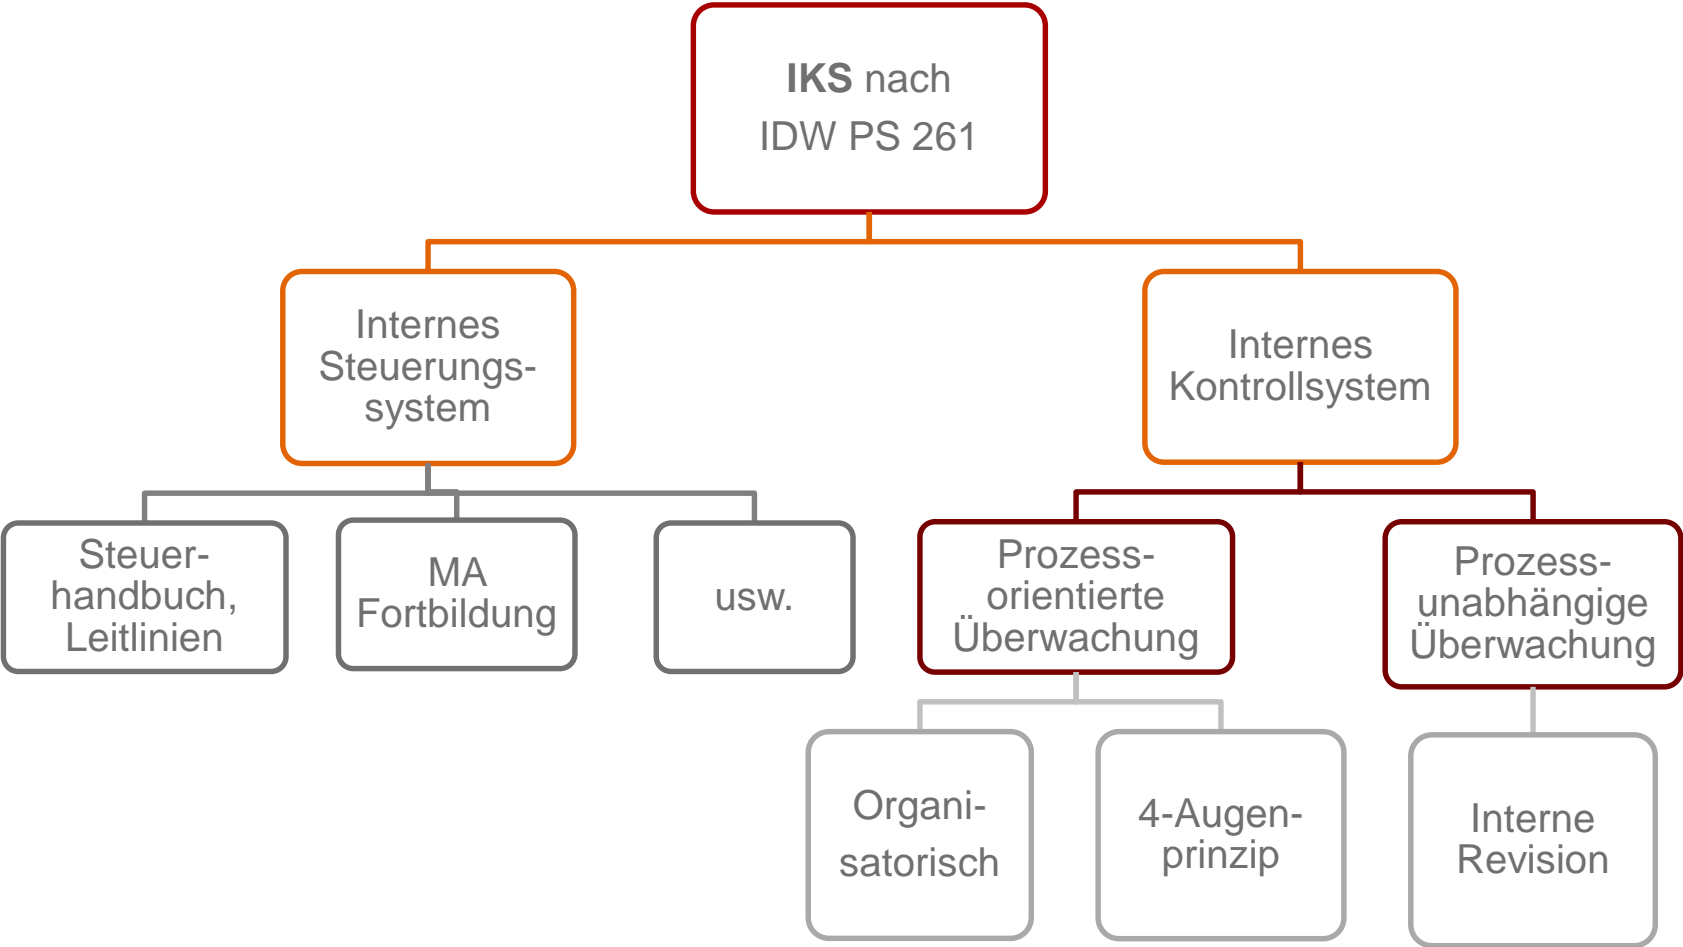 IKS nach
IDW PS 261
Internes
Steuerungs-
system
Internes
Kontrollsystem
Steuer-
handbuch,
Leitlinien
MA
Fortbildung
usw.
Prozess-
orientierte
Überwachung
Prozess-
unabhängige
Überwachung
Organi-
satorisch
4-Augen-
prinzip
Interne
Revision